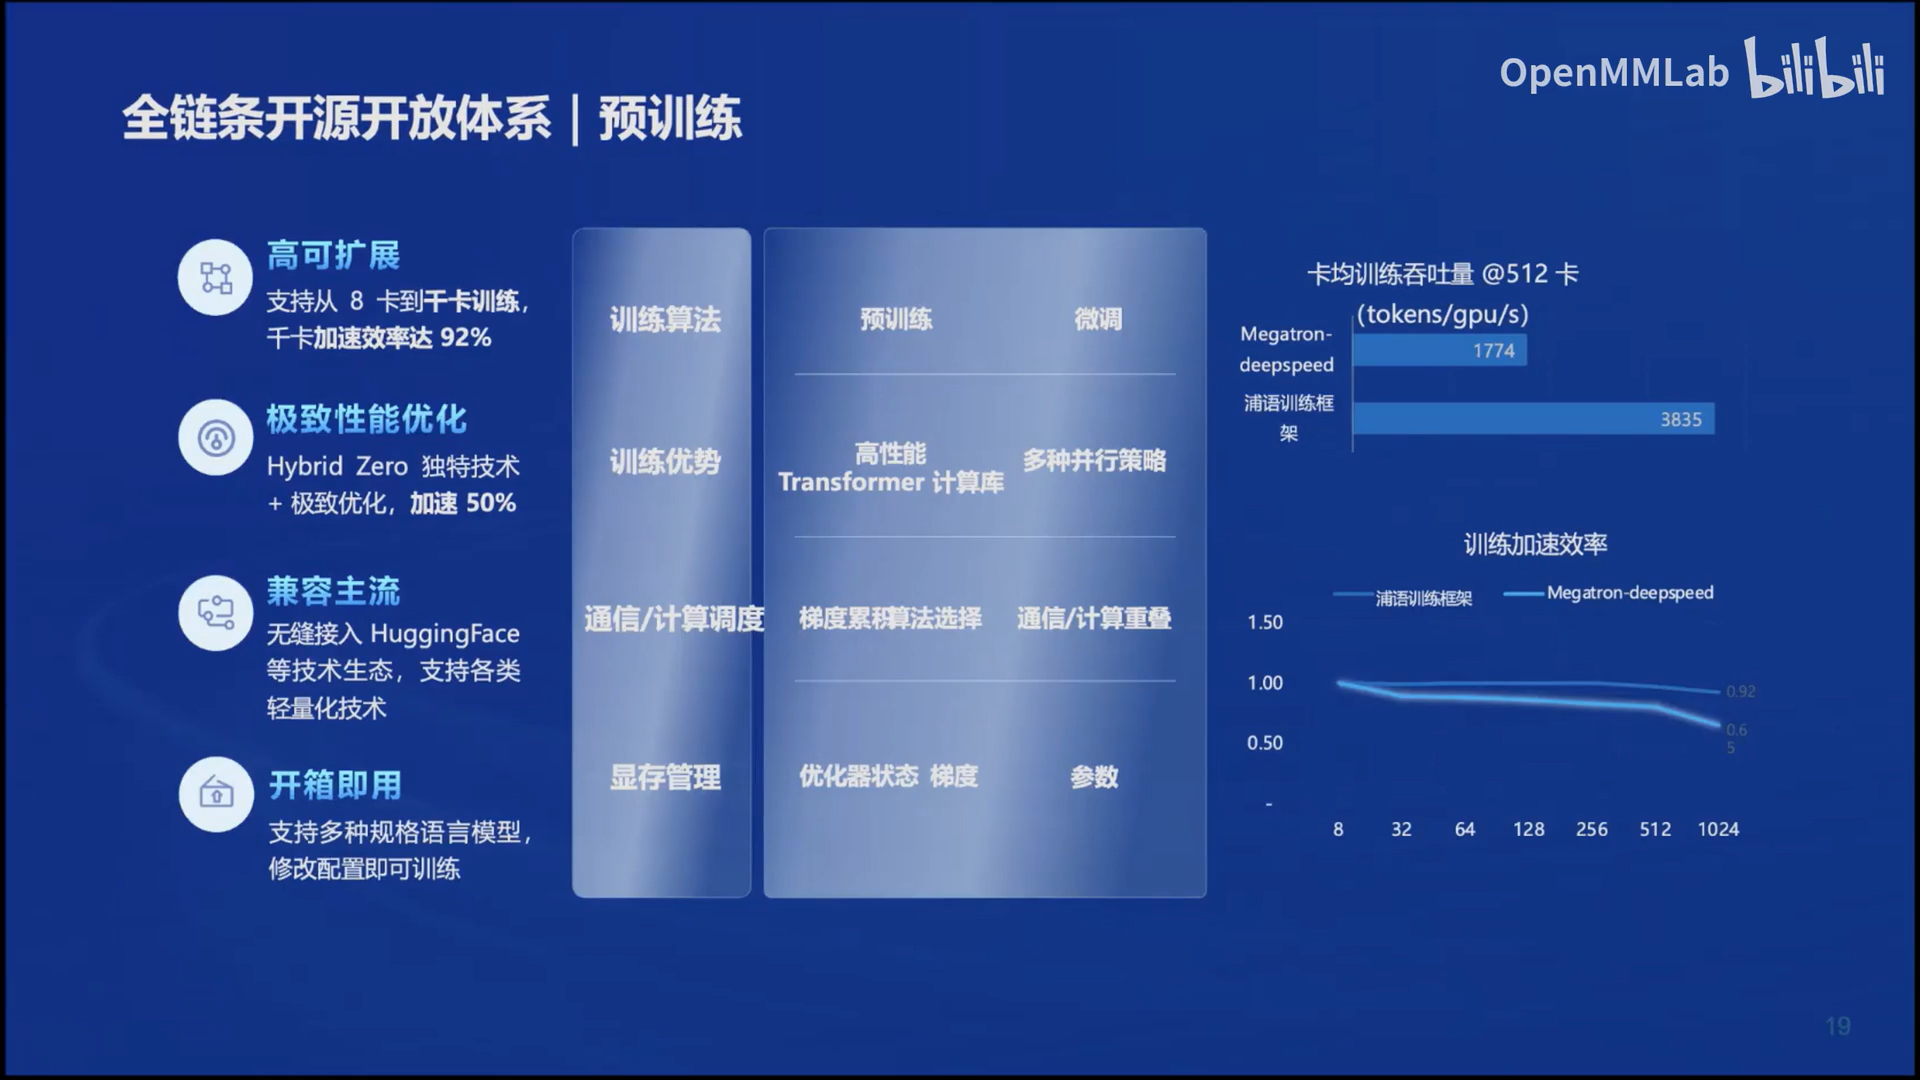 OpenMMLab bilibili
全链条开源开放体系 | 预训练
高可扩展
支持从 8 卡到千卡训练，
千卡加速效率达 92%
极致性能优化
Hybrid Zero 独特技术
+ 极致优化，加速 50%
兼容主流
无缝接入 HuggingFace
等技术生态，支持各类
轻量化技术
开箱即用
支持多种规格语言模型，
修改配置即可训练
训练算法
预训练 微调
训练优势
高性能
Transformer 计算库
多种并行策略
通信/计算调度
梯度累积算法选择 通信/计算重叠
显存管理
优化器状态 梯度 参数
卡均训练吞吐量 @512 卡
(tokens/gpu/s)
Megatron-
deepspeed
1774
浦语训练框
架
3835
训练加速效率
浦语训练框架 Megatron-deepspeed
1.50
1.00
0.50
-
0.92
0.6
5
8 32 64 128 256 512 1024
19